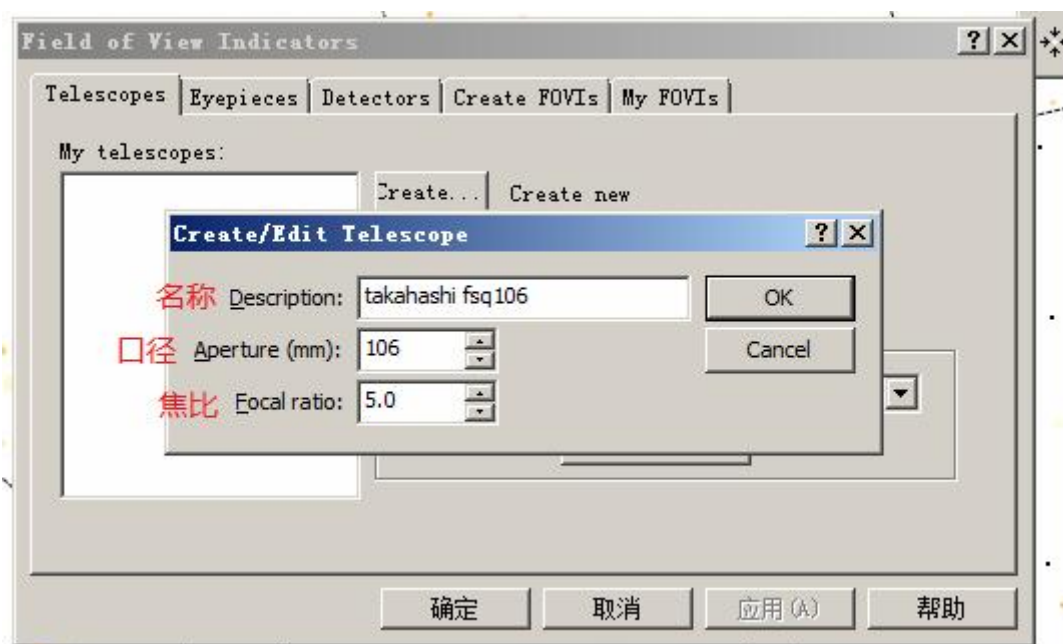 Field of View Indicators
Telescopes Eyepieces Detectors Create FOVIs My FOVIs
My telescopes:
Create... Create new
Create/Edit Telescope
名称 Description: takahashi fsq106 OK
口径 Aperture (mm): 106 Cancel
焦比 Focal ratio: 5.0
确定 取消 应用(A) 帮助